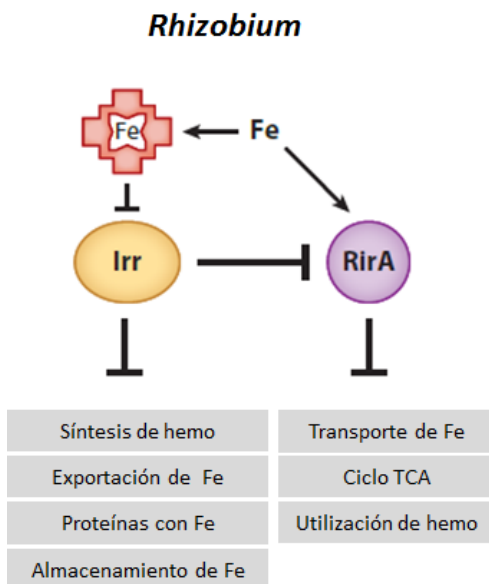 Rhizobium
Fe
Fe
Irr
RirA
Síntesis de hemo
Transporte de Fe
Exportación de Fe
Ciclo TCA
Proteínas con Fe
Utilización de hemo
Almacenamiento de Fe